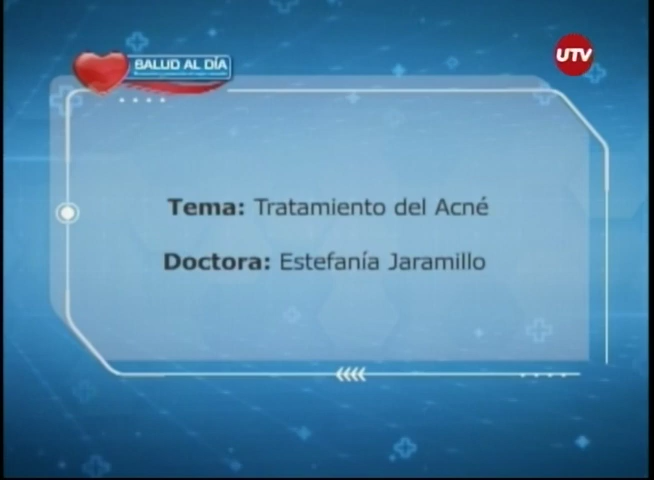 SALUD AL DÍA
UTV
Tema: Tratamiento del Acné
Doctora: Estefanía Jaramillo